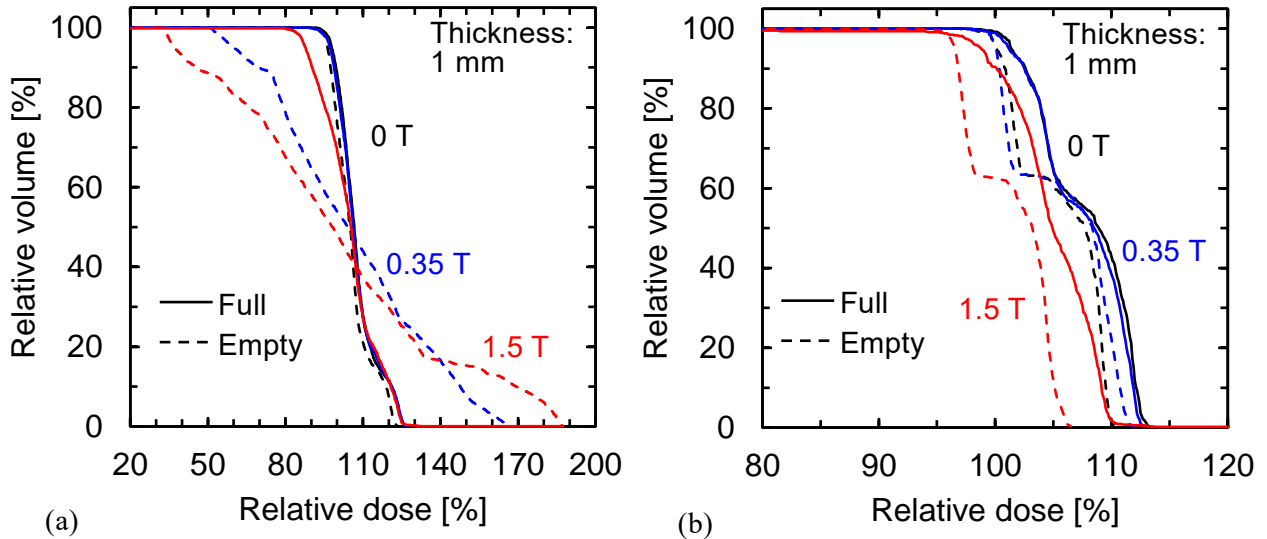 Thickness:
1 mm
0 T
0.35 T
1.5 T
Full
Empty
Relative volume [%]
100
80
60
40
20
0
20 50 80 110 140 170 200
Relative dose [%]
(a)
Thickness:
1 mm
0 T
0.35 T
1.5 T
Full
Empty
Relative volume [%]
100
80
60
40
20
0
80 90 100 110 120
Relative dose [%]
(b)